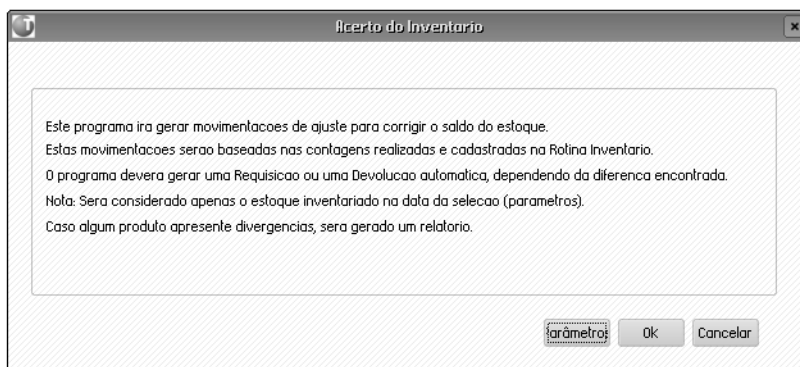 Acerto do Inventario
Este programa ira gerar movimentacoes de ajuste para corrigir o saldo do estoque.
Estas movimentacoes serao baseadas nas contagens realizadas e cadastradas na Rotina Inventario.
O programa devera gerar uma Requisicao ou uma Devolucao automatica, dependendo da diferenca encontrada.
Nota: Sera considerado apenas o estoque inventariado na data da selecao (parametros).
Caso algum produto apresente divergencias, sera gerado um relatorio.
arâmetro Ok Cancelar